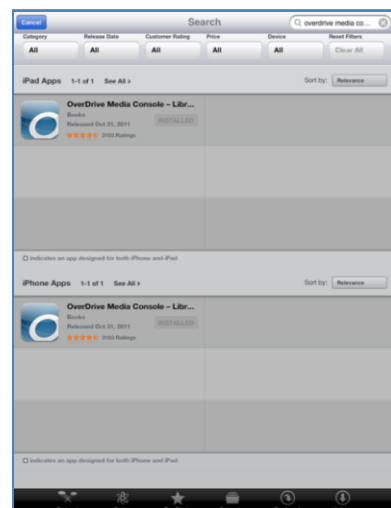 Cancel
Search
overdrive media co...
Category Release Date Customer Rating Price Device Reset Filters
All All All All All Clear All
iPad Apps 1-1 of 1 See All > Sort by: Relevance
OverDrive Media Console – Libr...
Books
Released Oct 31, 2011
INSTALLED
3103 Ratings
indicates an app designed for both iPhone and iPad
iPhone Apps 1-1 of 1 See All > Sort by: Relevance
OverDrive Media Console – Libr...
Books
Released Oct 31, 2011
INSTALLED
3103 Ratings
indicates an app designed for both iPhone and iPad